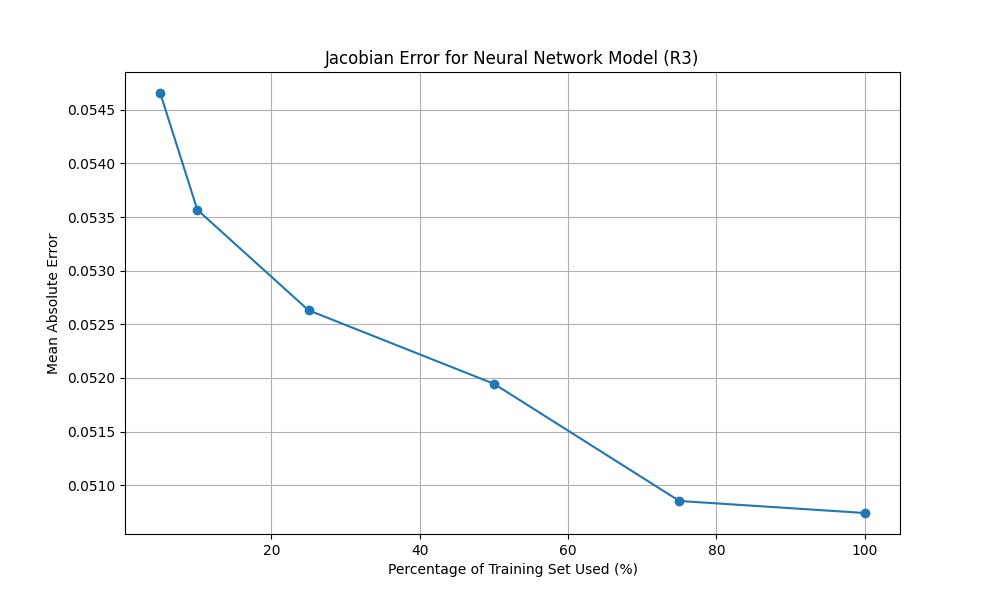 Jacobian Error for Neural Network Model (R3)
Mean Absolute Error
0.0545
0.0540
0.0535
0.0530
0.0525
0.0520
0.0515
0.0510
20 40 60 80 100
Percentage of Training Set Used (%)